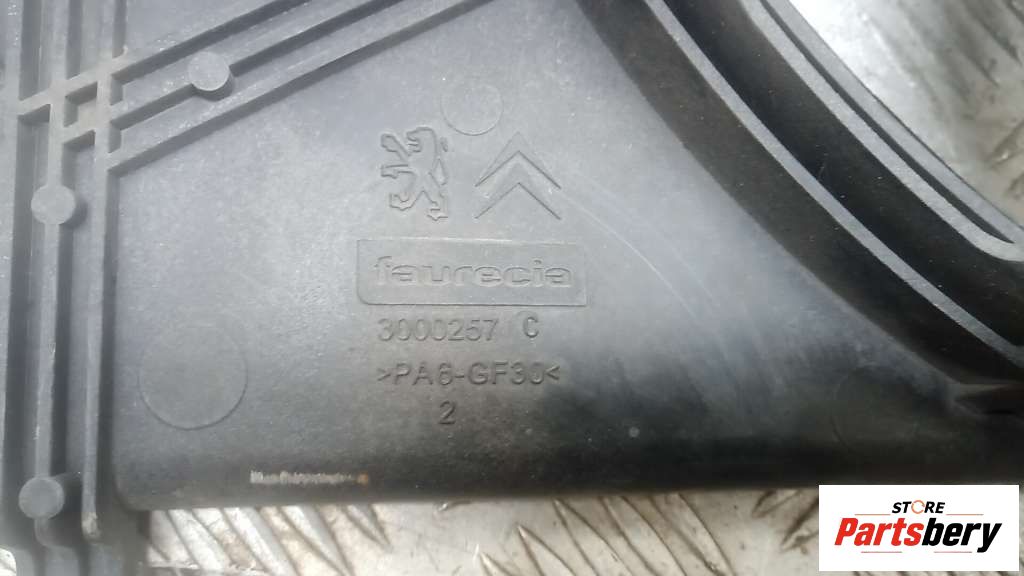 faurecia
3000257 C
>PA6-GF30<
2
STORE
Partsbery